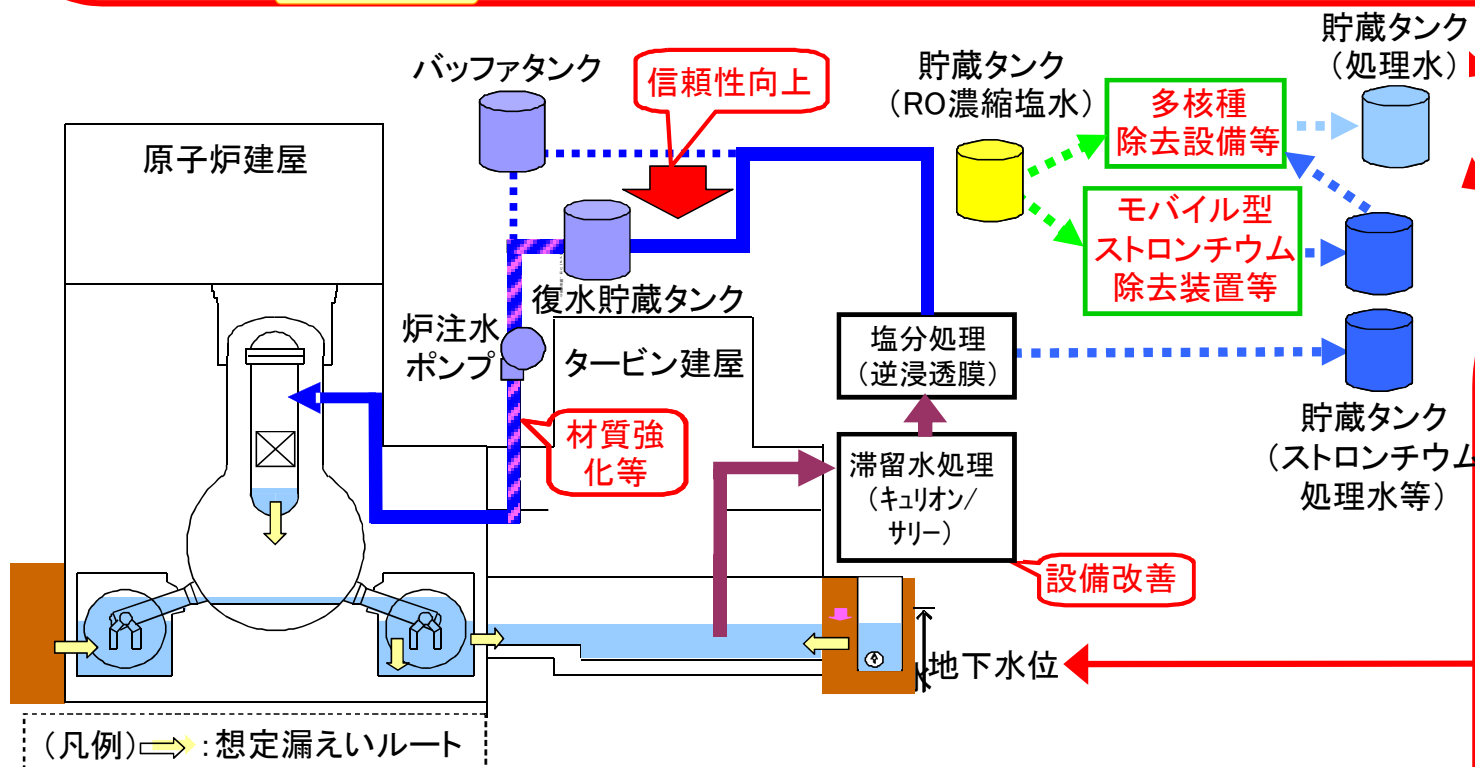 貯蔵タンク
（処理水）
バッファタンク
信頼性向上
貯蔵タンク
（RO濃縮塩水）
多核種
除去設備等
原子炉建屋
モバイル型
ストロンチウム
除去装置等
復水貯蔵タンク
炉注水
ポンプ
タービン建屋
塩分処理
（逆浸透膜）
材質強
化等
滞留水処理
（キュリオン/
サリー）
貯蔵タンク
（ストロンチウム
処理水等）
設備改善
地下水位
（凡例）：想定漏えいルート